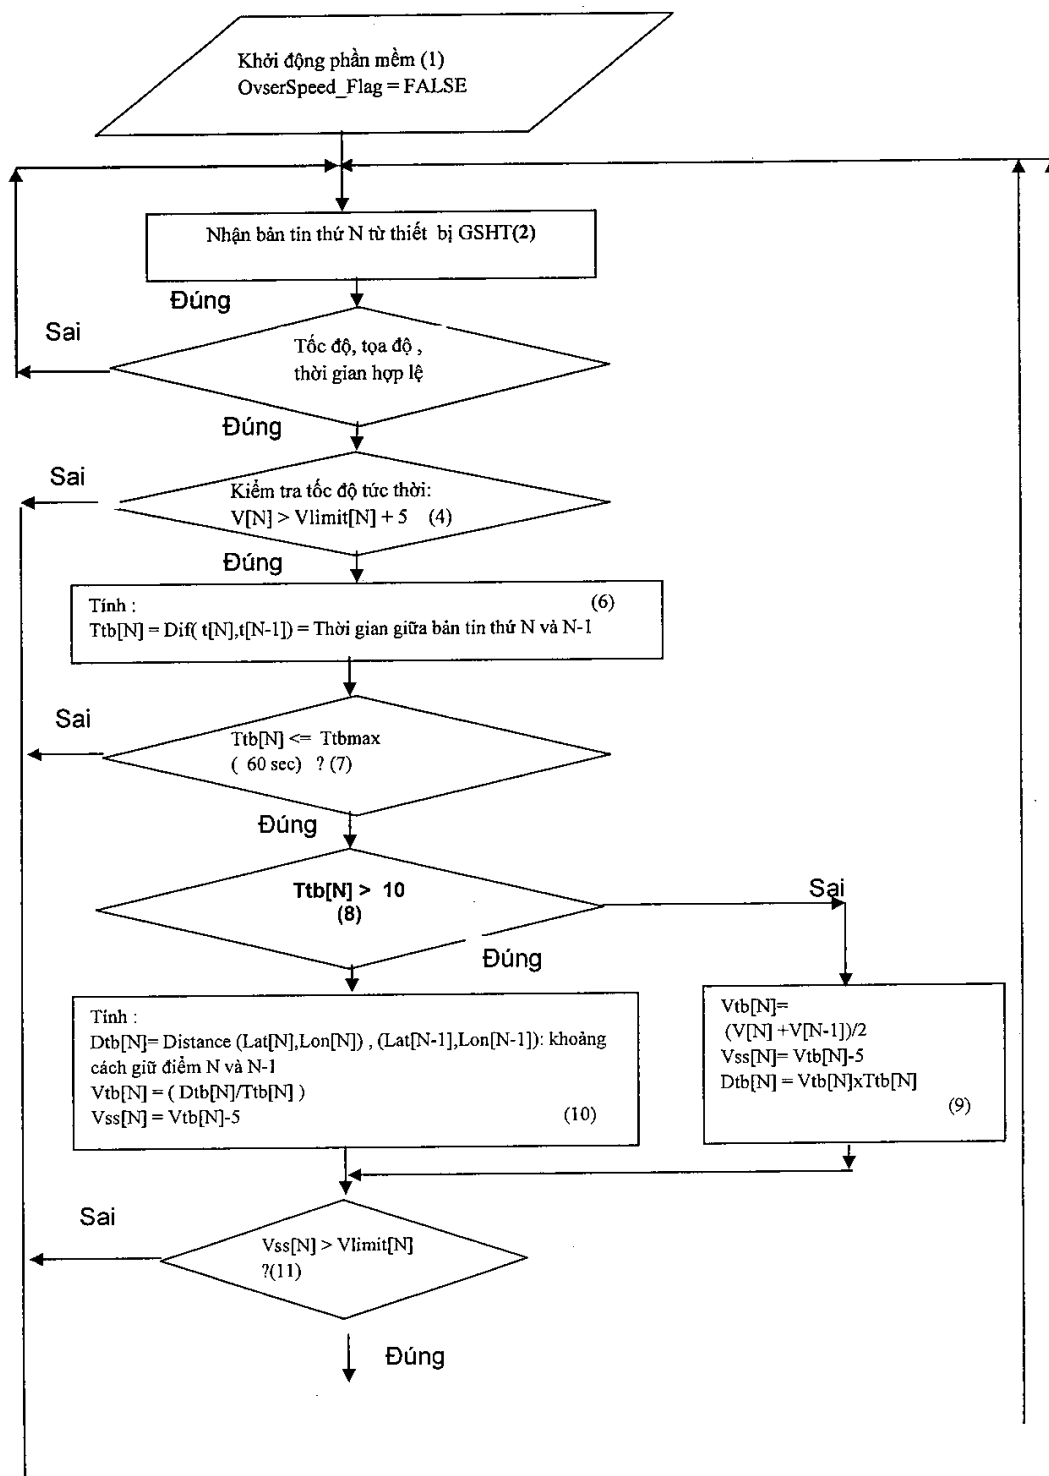 Khởi động phần mềm (1)
OvserSpeed_Flag = FALSE
Nhận bản tin thứ N từ thiết bị GSHT(2)
Đúng
Sai
Tốc độ, tọa độ ,
thời gian hợp lệ
Đúng
Sai
Kiểm tra tốc độ tức thời:
V[N] > Vlimit[N] + 5 (4)
Đúng
Tính : (6)
Ttb[N] = Dif( t[N],t[N-1]) = Thời gian giữa bản tin thứ N và N-1
Sai
Ttb[N] <= Ttbmax
( 60 sec) ? (7)
Đúng
Ttb[N] > 10
(8)
Sai
Đúng
Tính :
Dtb[N]= Distance (Lat[N],Lon[N]) , (Lat[N-1],Lon[N-1]): khoảng
cách giữ điểm N và N-1
Vtb[N] = ( Dtb[N]/Ttb[N] )
Vss[N] = Vtb[N]-5 (10)
Vtb[N]=
(V[N] +V[N-1])/2
Vss[N]= Vtb[N]-5
Dtb[N] = Vtb[N]xTtb[N]
(9)
Sai
Vss[N] > Vlimit[N]
?(11)
Đúng